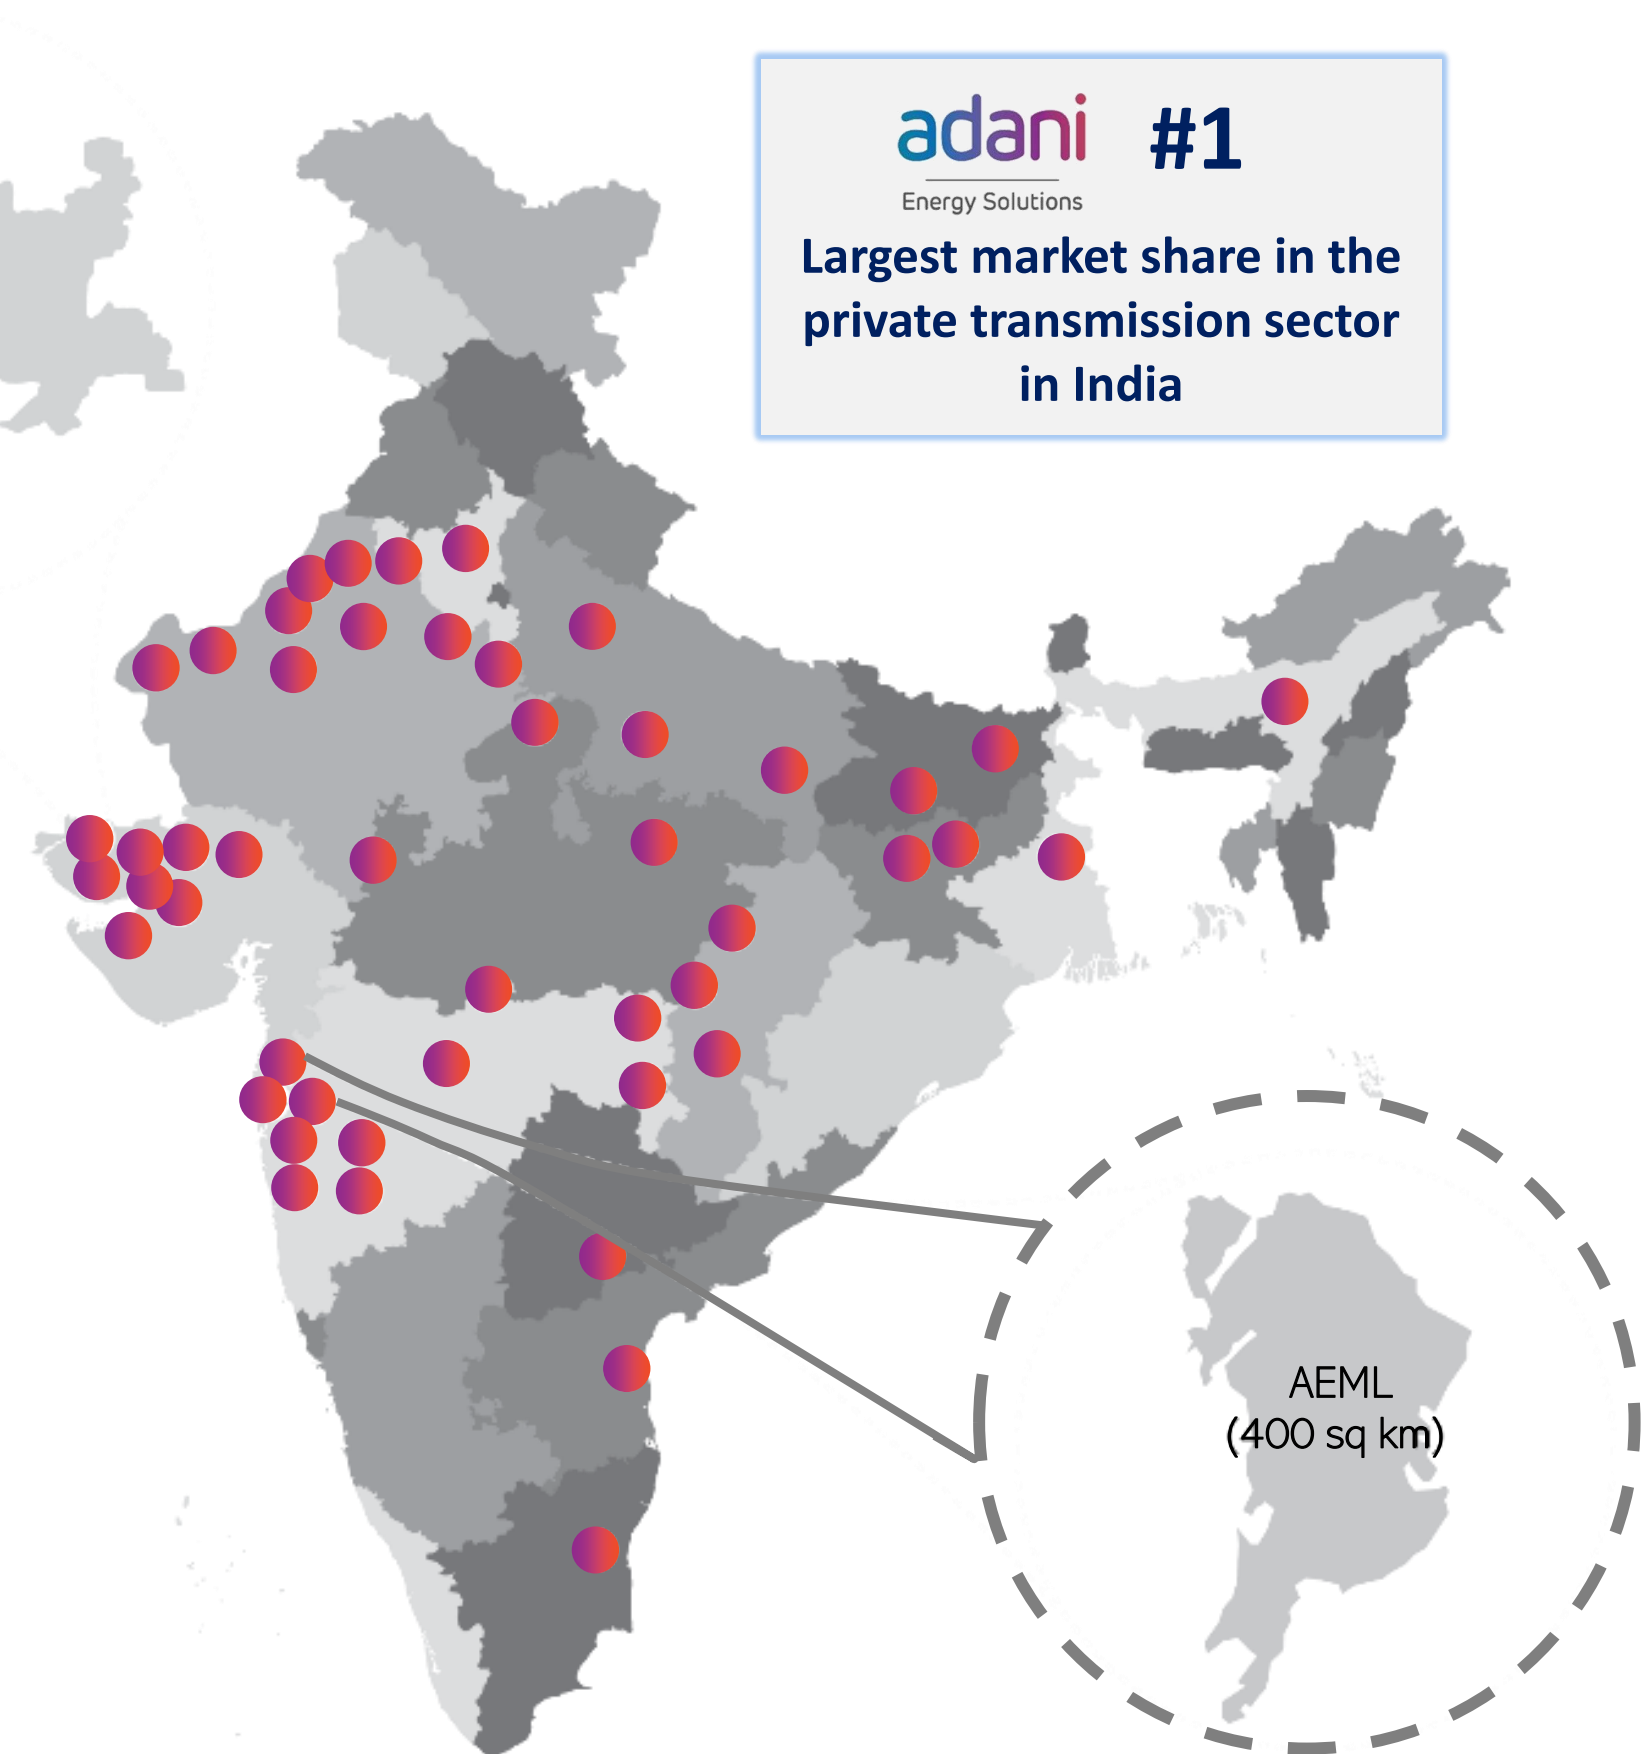 adani
Energy Solutions
#1
Largest market share in the
private transmission sector
in India
AEML
(400 sq km)